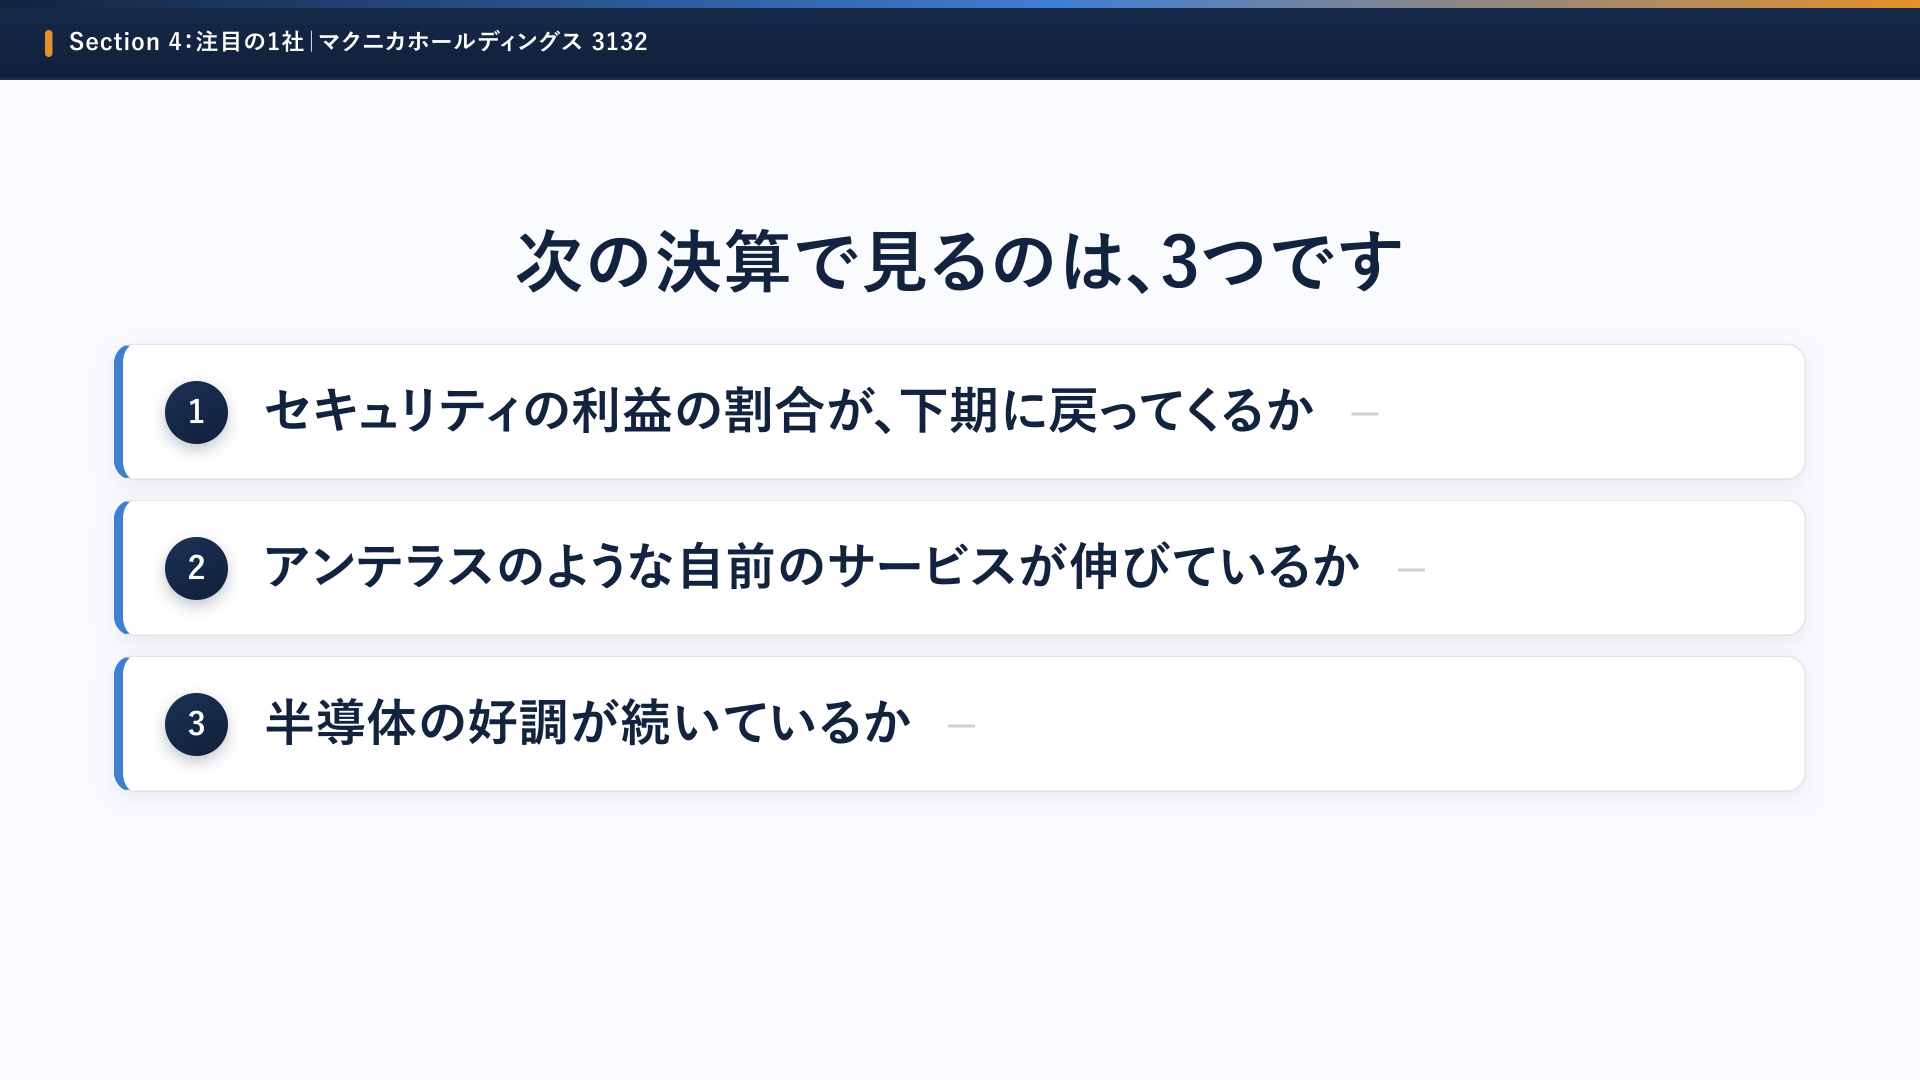 Section 4：注目の1社｜マクニカホールディングス 3132
次の決算で見るのは、3つです
1 セキュリティの利益の割合が、下期に戻ってくるか —
2 アンテラスのような自前のサービスが伸びているか —
3 半導体の好調が続いているか —